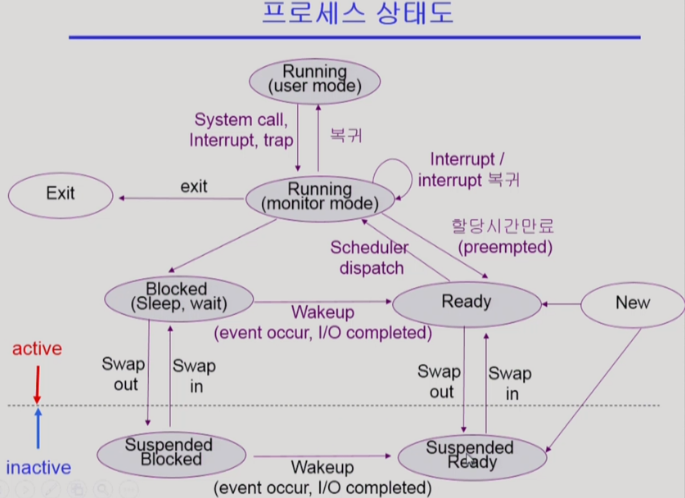 프로세스 상태도
Running
(user mode)
System call,
Interrupt, trap
복귀
Interrupt /
interrupt 복귀
Exit
exit
Running
(monitor mode)
할당시간만료
(preempted)
Scheduler
dispatch
Blocked
(Sleep, wait)
Wakeup
(event occur, I/O completed)
Ready
New
active
Swap
out
Swap
in
Swap
out
Swap
in
inactive
Suspended
Blocked
Wakeup
(event occur, I/O completed)
Suspended
Ready